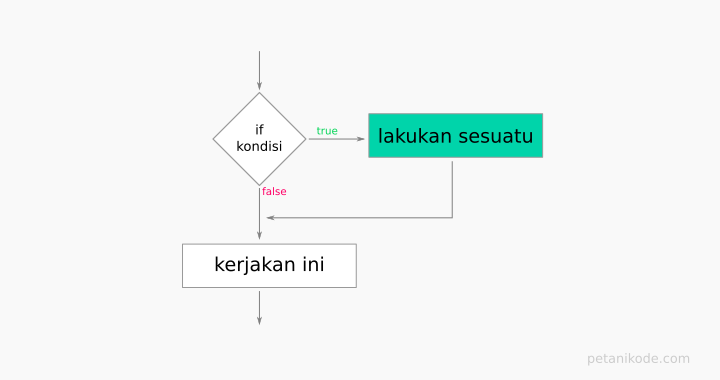 if
kondisi
true
lakukan sesuatu
false
kerjakan ini
petanikode.com